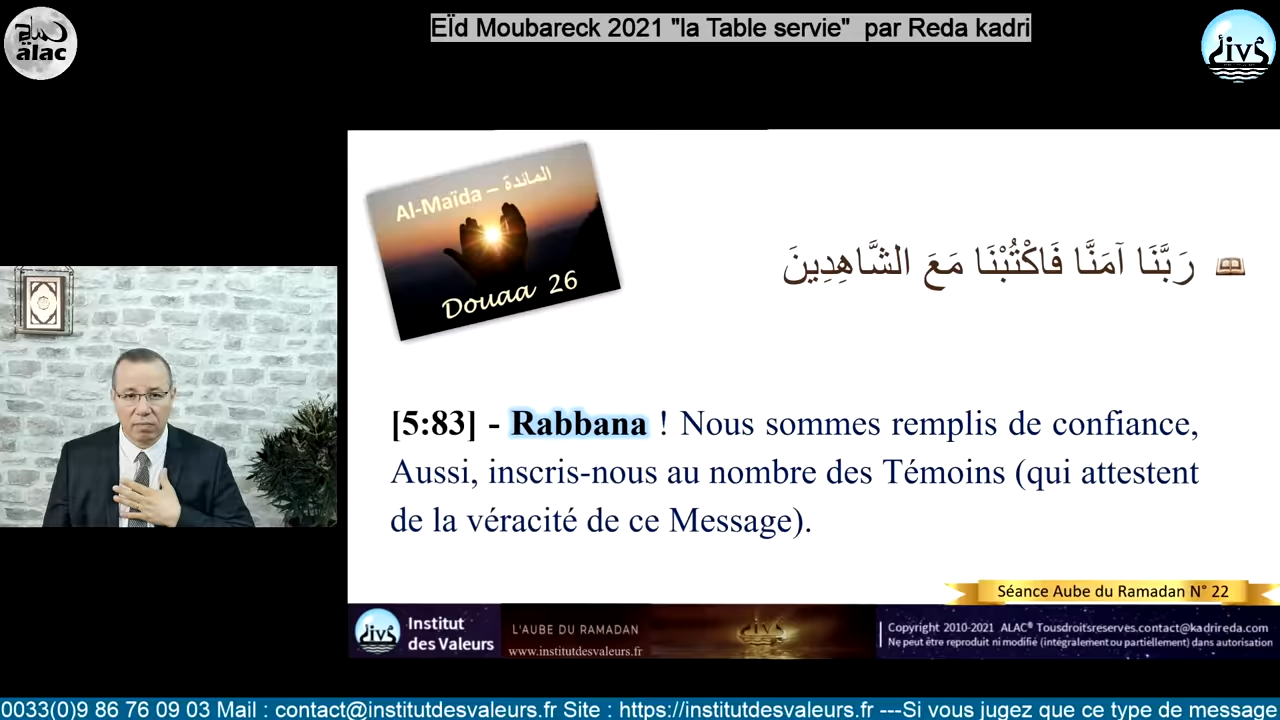 صلح
älac
EÏd Moubareck 2021 "la Table servie" par Reda kadri
ivs
Al-Maïda – المائدة
Douaa 26
رَبَّنَا آمَنَّا فَاكْتُبْنَا مَعَ الشَّاهِدِينَ
[5:83] - Rabbana ! Nous sommes remplis de confiance,
Aussi, inscris-nous au nombre des Témoins (qui attestent
de la véracité de ce Message).
Séance Aube du Ramadan N° 22
ivs
Institut
des Valeurs
L'AUBE DU RAMADAN
www.institutdesvaleurs.fr
ivs
Copyright 2010-2021 ALAC® Tousdroitsreserves.contact@kadrireda.com
Ne peut être reproduit ni modifié (intégralement ou partiellement) dans autorisation
0033(0)9 86 76 09 03 Mail : contact@institutdesvaleurs.fr Site : https://institutdesvaleurs.fr ---Si vous jugez que ce type de message